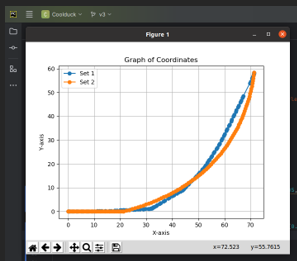 C Coolduck v3
Figure 1
Graph of Coordinates
Set 1
Set 2
60
50
40
30
20
10
0
Y-axis
0 10 20 30 40 50 60 70
X-axis
x=72.523 y=55.7615